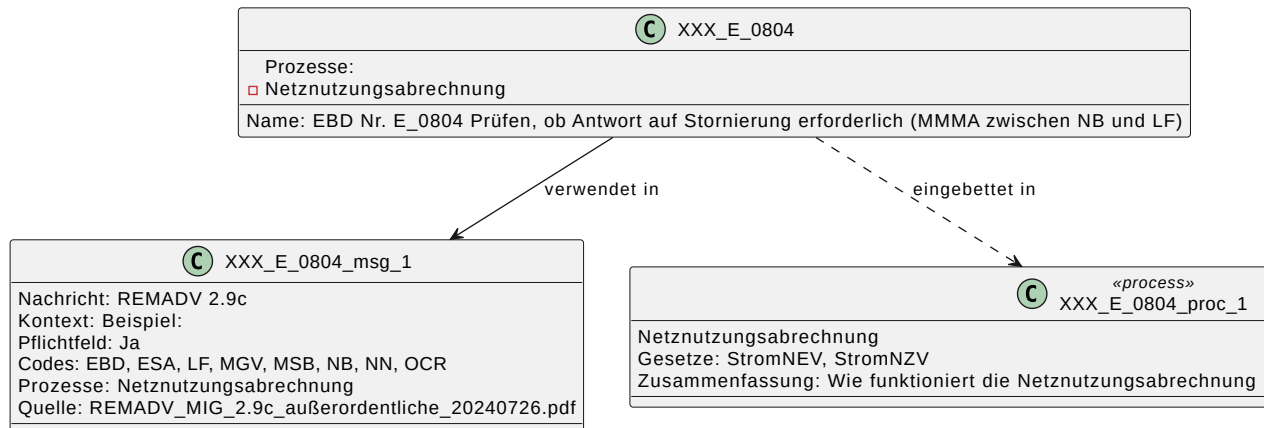 C XXX_E_0804
Prozesse:
Netznutzungsabrechnung
Name: EBD Nr. E_0804 Prüfen, ob Antwort auf Stornierung erforderlich (MMMA zwischen NB und LF)
verwendet in
eingebettet in
C XXX_E_0804_msg_1
Nachricht: REMADV 2.9c
Kontext: Beispiel:
Pflichtfeld: Ja
Codes: EBD, ESA, LF, MGV, MSB, NB, NN, OCR
Prozesse: Netznutzungsabrechnung
Quelle: REMADV_MIG_2.9c_außerordentliche_20240726.pdf
C «process»
XXX_E_0804_proc_1
Netznutzungsabrechnung
Gesetze: StromNEV, StromNZV
Zusammenfassung: Wie funktioniert die Netznutzungsabrechnung